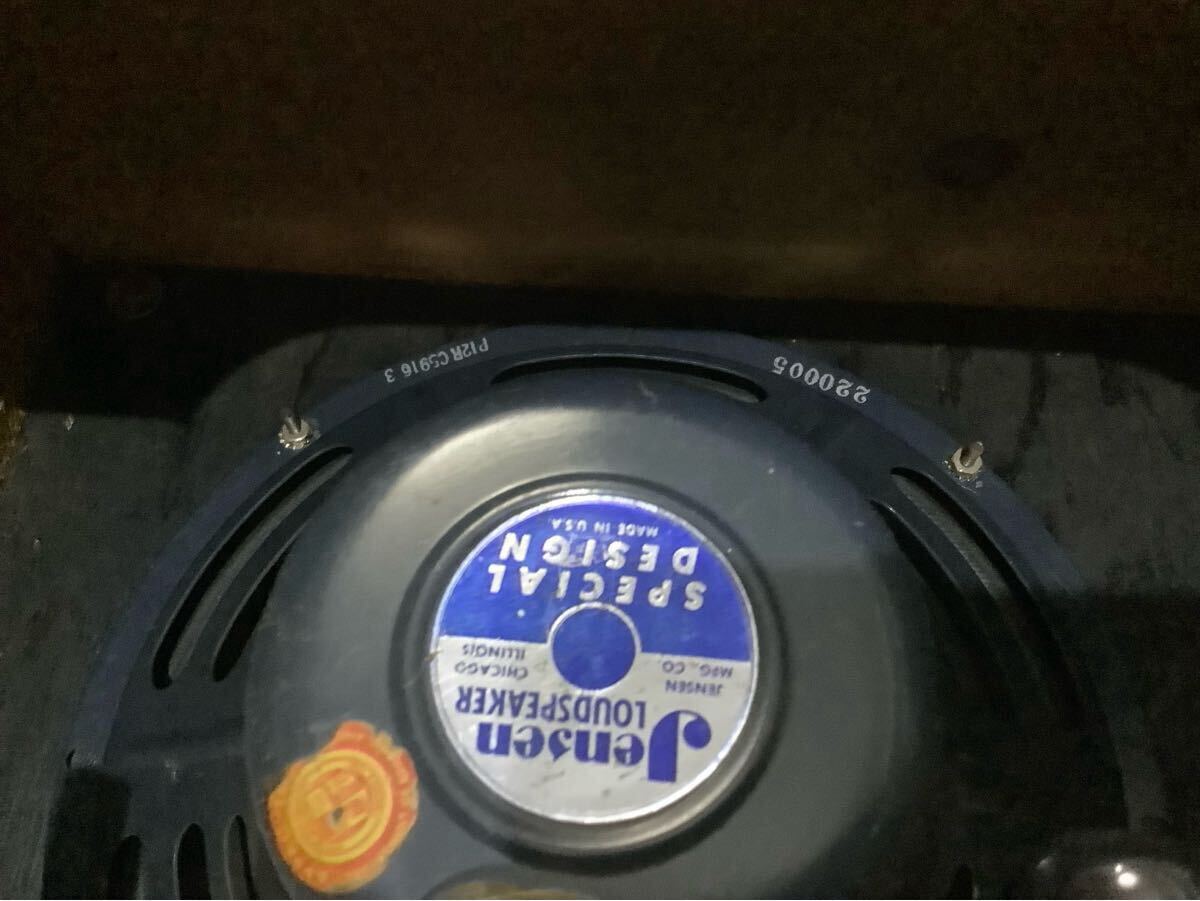 Jensen
LOUDSPEAKER
JENSEN
MFG. CO.
CHICAGO
ILLINOIS
SPECIAL
DESIGN
MADE IN U.S.A.
220005
P12R C5916 3